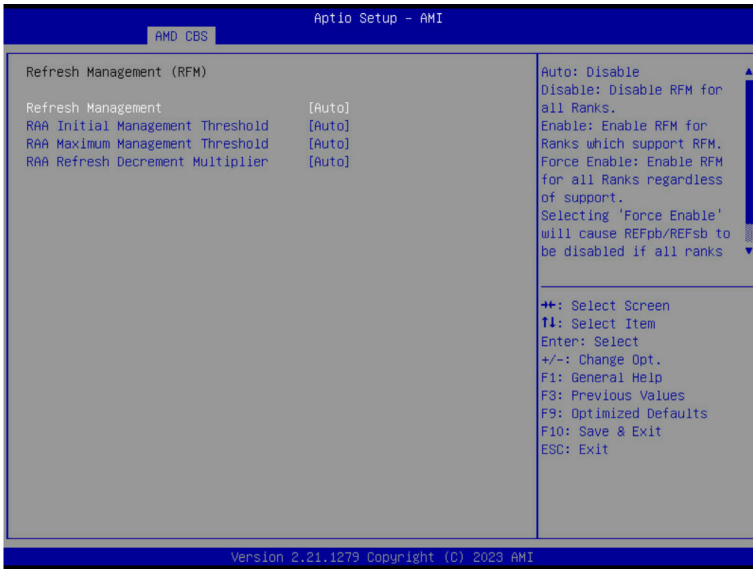 Aptio Setup - AMI
AMD CBS
Refresh Management (RFM)
Refresh Management [Auto]
RAA Initial Management Threshold [Auto]
RAA Maximum Management Threshold [Auto]
RAA Refresh Decrement Multiplier [Auto]
Auto: Disable
Disable: Disable RFM for
all Ranks.
Enable: Enable RFM for
Ranks which support RFM.
Force Enable: Enable RFM
for all Ranks regardless
of support.
Selecting 'Force Enable'
will cause REFpb/REFsb to
be disabled if all ranks
→←: Select Screen
↑↓: Select Item
Enter: Select
+/-: Change Opt.
F1: General Help
F3: Previous Values
F9: Optimized Defaults
F10: Save & Exit
ESC: Exit
Version 2.21.1279 Copyright (C) 2023 AMI